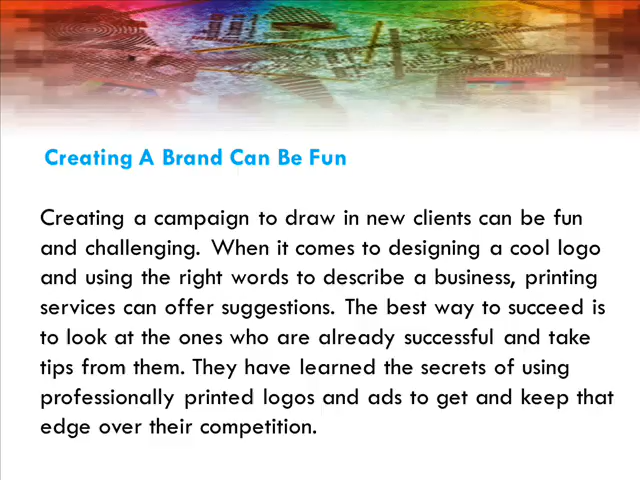 Creating A Brand Can Be Fun
Creating a campaign to draw in new clients can be fun
and challenging. When it comes to designing a cool logo
and using the right words to describe a business, printing
services can offer suggestions. The best way to succeed is
to look at the ones who are already successful and take
tips from them. They have learned the secrets of using
professionally printed logos and ads to get and keep that
edge over their competition.